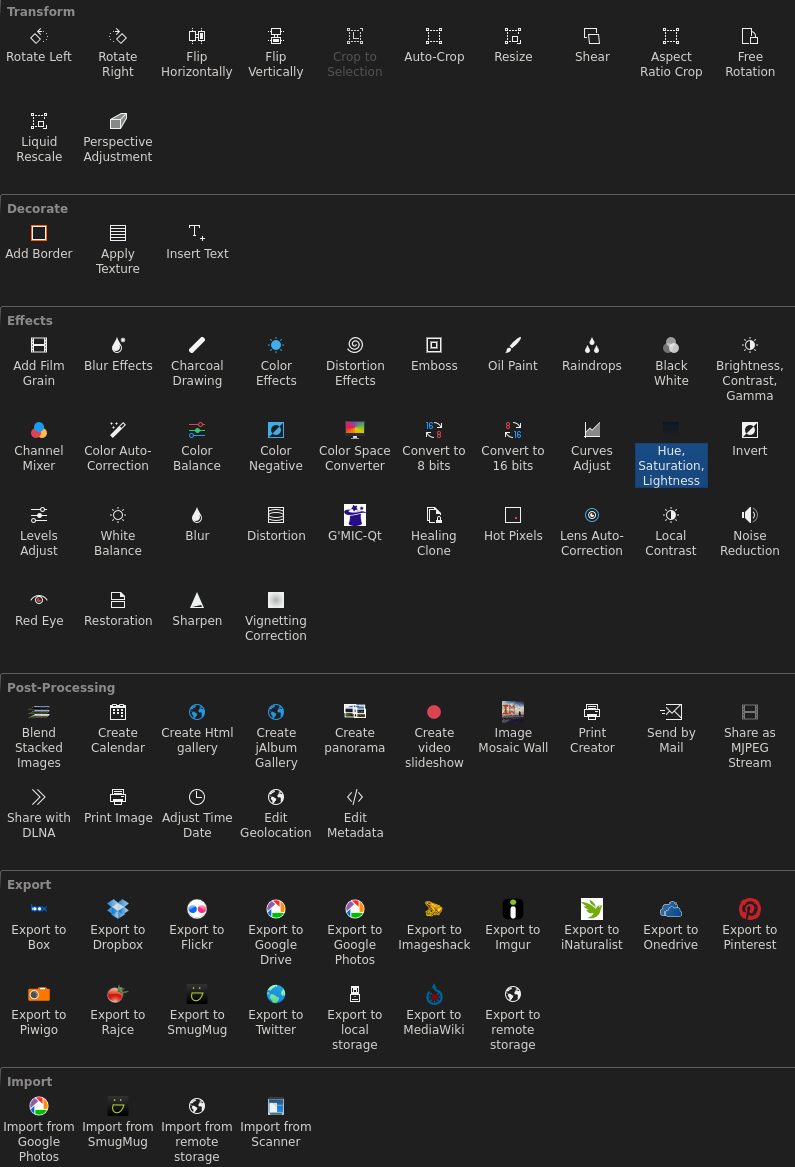 Transform
Rotate Left
Rotate
Right
Flip
Horizontally
Flip
Vertically
Crop to
Selection
Auto-Crop
Resize
Shear
Aspect
Ratio Crop
Free
Rotation
Liquid
Rescale
Perspective
Adjustment
Decorate
Add Border
Apply
Texture
T+
Insert Text
Effects
Add Film
Grain
Blur Effects
Charcoal
Drawing
Color
Effects
Distortion
Effects
Emboss
Oil Paint
Raindrops
Black
White
Brightness,
Contrast,
Gamma
Channel
Mixer
Color Auto-
Correction
Color
Balance
Color
Negative
Color Space
Converter
16
8
Convert to
8 bits
8
16
Convert to
16 bits
Curves
Adjust
Hue,
Saturation,
Lightness
Invert
Levels
Adjust
White
Balance
Blur
Distortion
G'MIC-Qt
Healing
Clone
Hot Pixels
Lens Auto-
Correction
Local
Contrast
Noise
Reduction
Red Eye
Restoration
Sharpen
Vignetting
Correction
Post-Processing
Blend
Stacked
Images
Create
Calendar
Create Html
gallery
Create
jAlbum
Gallery
Create
panorama
Create
video
slideshow
IM
Image
Mosaic Wall
Print
Creator
Send by
Mail
Share as
MJPEG
Stream
Share with
DLNA
Print Image
Adjust Time
Date
Edit
Geolocation
</>
Edit
Metadata
Export
Export to
Box
Export to
Dropbox
Export to
Flickr
Export to
Google
Drive
Export to
Google
Photos
Export to
Imageshack
Export to
Imgur
Export to
iNaturalist
Export to
Onedrive
Export to
Pinterest
Export to
Piwigo
Export to
Rajce
Export to
SmugMug
Export to
Twitter
Export to
local
storage
Export to
MediaWiki
Export to
remote
storage
Import
Import from
Google
Photos
Import from
SmugMug
Import from
remote
storage
Import from
Scanner